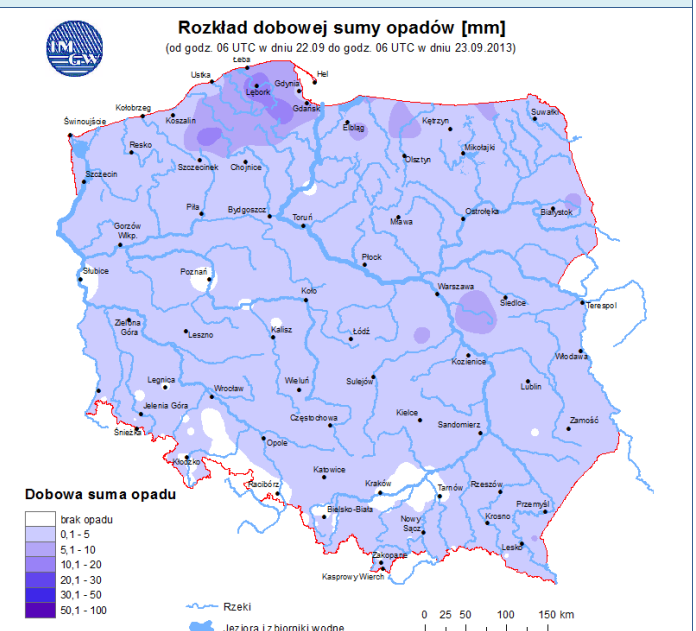 Rozkład dobowej sumy opadów [mm]
(od godz. 06 UTC w dniu 22.09 do godz. 06 UTC w dniu 23.09.2013)
IM
GW
Łeba
Ustka
Hel
Gdynia
Lębork
Gdańsk
Kołobrzeg
Koszalin
Świnoujście
Elbląg
Kętrzyn
Suwałki
Resko
Mikołajki
Olsztyn
Szczecinek
Chojnice
Szczecin
Piła
Bydgoszcz
Toruń
Mława
Ostrołęka
Białystok
Gorzów
Wlkp.
Płock
Słubice
Poznań
Koło
Warszawa
Siedlce
Terespol
Zielona
Góra
Leszno
Kalisz
Łódź
Kozienice
Włodawa
Legnica
Wrocław
Wieluń
Sulejów
Lublin
Jelenia Góra
Częstochowa
Kielce
Sandomierz
Zamość
Śnieżka
Opole
Kłodzko
Katowice
Racibórz
Kraków
Tarnów
Rzeszów
Bielsko-Biała
Nowy
Sącz
Krosno
Przemyśl
Lesko
Zakopane
Kasprowy Wierch
Dobowa suma opadu
brak opadu
0,1 - 5
5,1 - 10
10,1 - 20
20,1 - 30
30,1 - 50
50,1 - 100
Rzeki
Jeziora i zbiorniki wodne
0 25 50 100 150 km